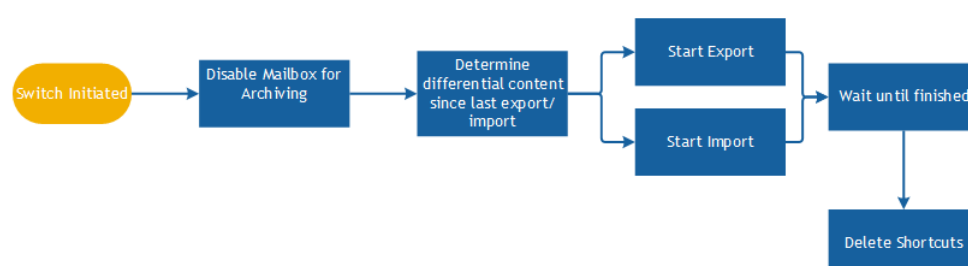 Switch Initiated
Disable Mailbox for
Archiving
Determine
differential content
since last export/
import
Start Export
Start Import
Wait until finished
Delete Shortcuts